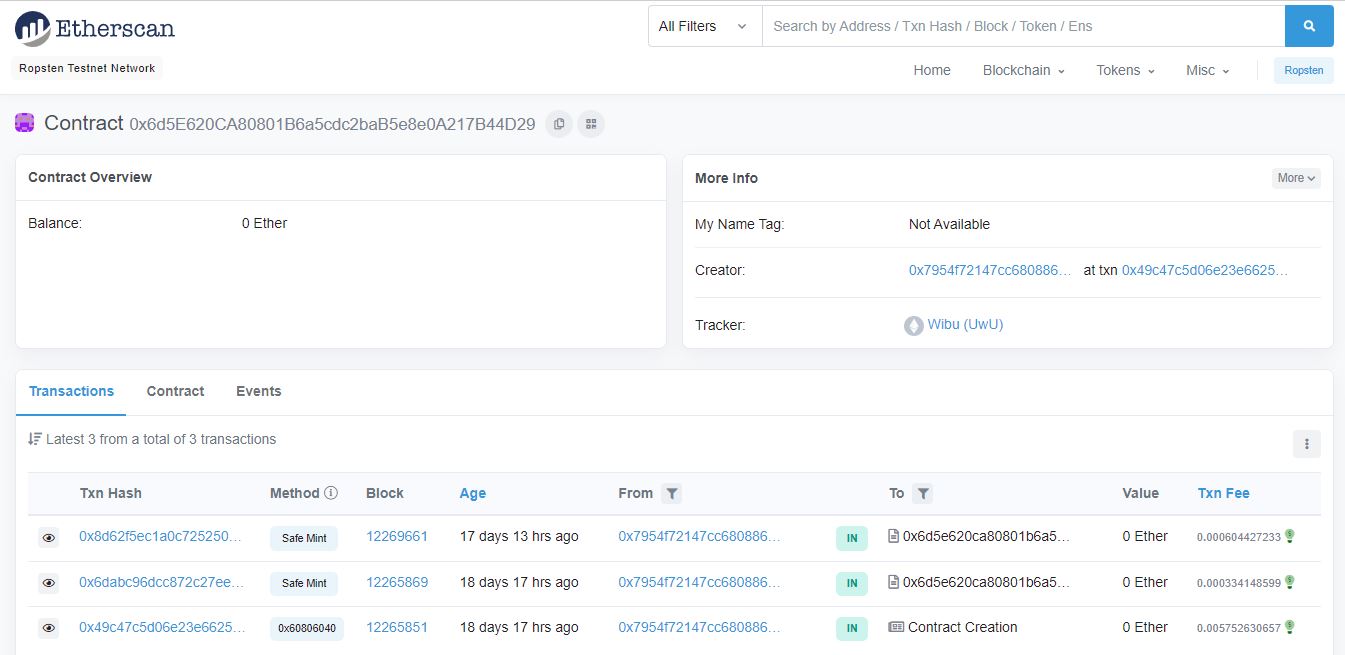 Etherscan
All Filters
Search by Address / Txn Hash / Block / Token / Ens
Ropsten Testnet Network
Home Blockchain Tokens Misc Ropsten
Contract 0x6d5E620CA80801B6a5cdc2baB5e8e0A217B44D29
Contract Overview
Balance: 0 Ether
More Info More
My Name Tag: Not Available
Creator: 0x7954f72147cc680886... at txn 0x49c47c5d06e23e6625...
Tracker: Wibu (UwU)
Transactions Contract Events
Latest 3 from a total of 3 transactions
Txn Hash Method Block Age From To Value Txn Fee
0x8d62f5ec1a0c725250... Safe Mint 12269661 17 days 13 hrs ago 0x7954f72147cc680886... IN 0x6d5e620ca80801b6a5... 0 Ether 0.000604427233
0x6dabc96dcc872c27ee... Safe Mint 12265869 18 days 17 hrs ago 0x7954f72147cc680886... IN 0x6d5e620ca80801b6a5... 0 Ether 0.000334148599
0x49c47c5d06e23e6625... 0x60806040 12265851 18 days 17 hrs ago 0x7954f72147cc680886... IN Contract Creation 0 Ether 0.005752630657